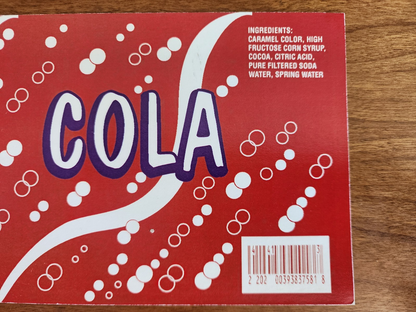 COLA
INGREDIENTS:
CARAMEL COLOR, HIGH
FRUCTOSE CORN SYRUP,
COCOA, CITRIC ACID,
PURE FILTERED SODA
WATER, SPRING WATER
2 202 00393837581 8